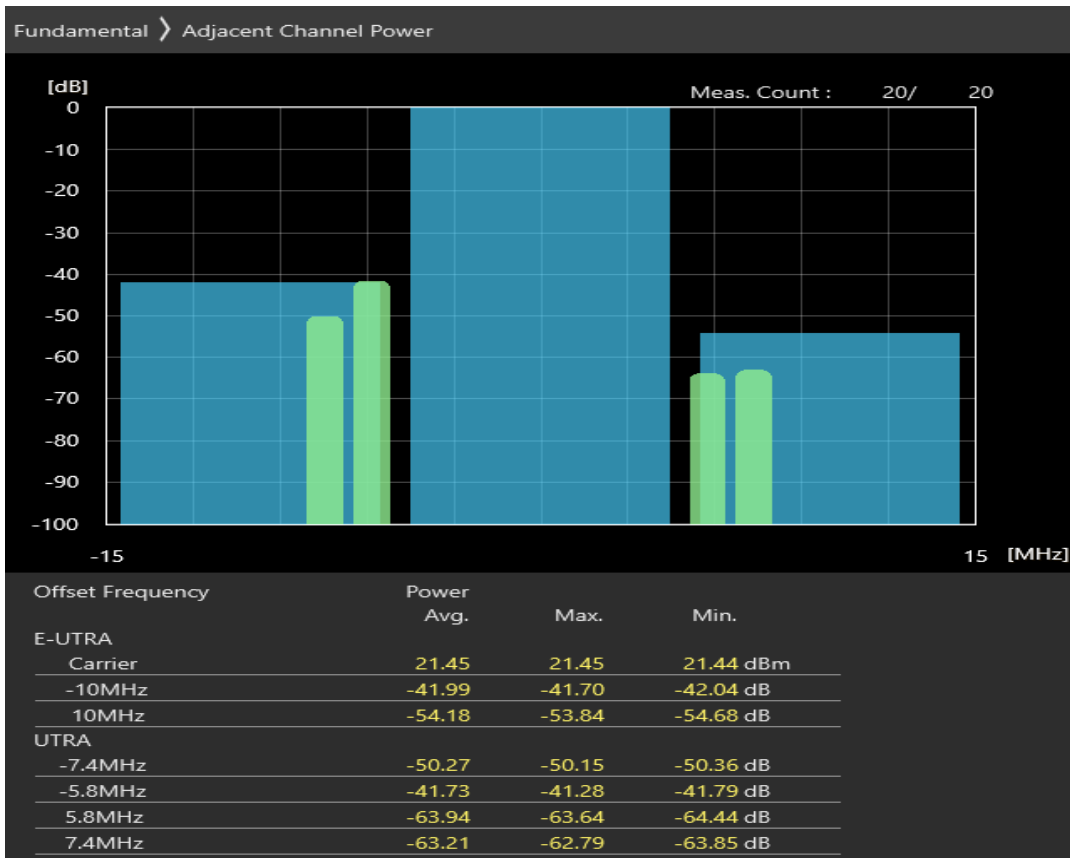 Fundamental 〉 Adjacent Channel Power
[dB]
Meas. Count : 20/ 20
0
-10
-20
-30
-40
-50
-60
-70
-80
-90
-100
-15 15 [MHz]
Offset Frequency Power
Avg. Max. Min.
E-UTRA
Carrier 21.45 21.45 21.44 dBm
-10MHz -41.99 -41.70 -42.04 dB
10MHz -54.18 -53.84 -54.68 dB
UTRA
-7.4MHz -50.27 -50.15 -50.36 dB
-5.8MHz -41.73 -41.28 -41.79 dB
5.8MHz -63.94 -63.64 -64.44 dB
7.4MHz -63.21 -62.79 -63.85 dB